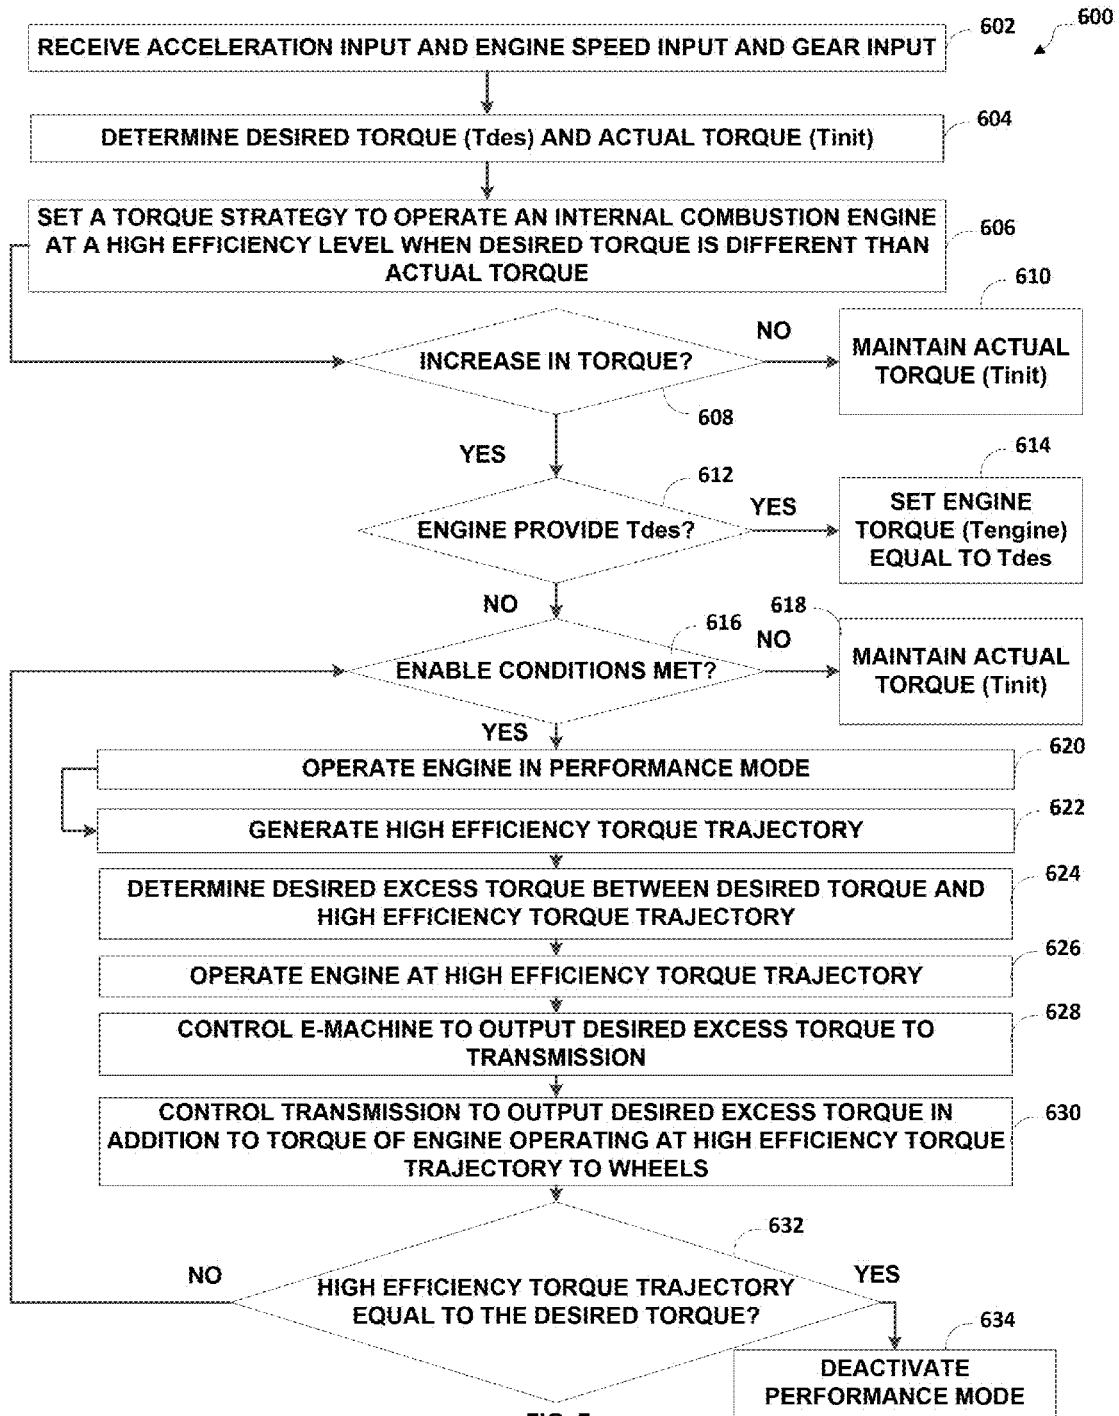 600
RECEIVE ACCELERATION INPUT AND ENGINE SPEED INPUT AND GEAR INPUT
602
DETERMINE DESIRED TORQUE (Tdes) AND ACTUAL TORQUE (Tinit)
604
SET A TORQUE STRATEGY TO OPERATE AN INTERNAL COMBUSTION ENGINE
AT A HIGH EFFICIENCY LEVEL WHEN DESIRED TORQUE IS DIFFERENT THAN
ACTUAL TORQUE
606
INCREASE IN TORQUE?
608
NO
610
MAINTAIN ACTUAL
TORQUE (Tinit)
YES
612
ENGINE PROVIDE Tdes?
YES
614
SET ENGINE
TORQUE (Tengine)
EQUAL TO Tdes
NO
616
ENABLE CONDITIONS MET?
NO
618
MAINTAIN ACTUAL
TORQUE (Tinit)
YES
OPERATE ENGINE IN PERFORMANCE MODE
620
GENERATE HIGH EFFICIENCY TORQUE TRAJECTORY
622
DETERMINE DESIRED EXCESS TORQUE BETWEEN DESIRED TORQUE AND
HIGH EFFICIENCY TORQUE TRAJECTORY
624
OPERATE ENGINE AT HIGH EFFICIENCY TORQUE TRAJECTORY
626
CONTROL E-MACHINE TO OUTPUT DESIRED EXCESS TORQUE TO
TRANSMISSION
628
CONTROL TRANSMISSION TO OUTPUT DESIRED EXCESS TORQUE IN
ADDITION TO TORQUE OF ENGINE OPERATING AT HIGH EFFICIENCY TORQUE
TRAJECTORY TO WHEELS
630
632
HIGH EFFICIENCY TORQUE TRAJECTORY
EQUAL TO THE DESIRED TORQUE?
NO
YES
634
DEACTIVATE
PERFORMANCE MODE